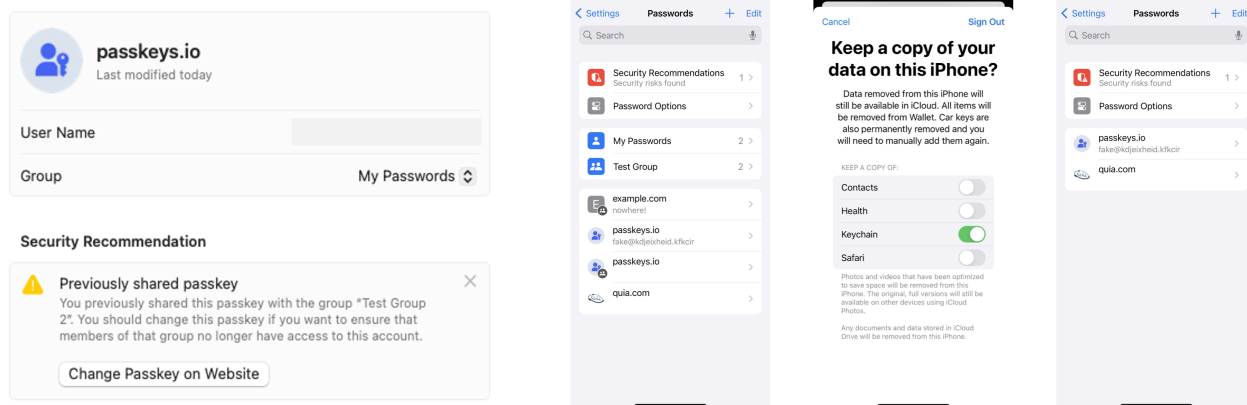 passkeys.io
Last modified today
User Name
Group
My Passwords
Security Recommendation
Previously shared passkey
You previously shared this passkey with the group "Test Group
2". You should change this passkey if you want to ensure that
members of that group no longer have access to this account.
Change Passkey on Website
Settings
Passwords
Edit
Search
Security Recommendations
Security risks found
1
Password Options
My Passwords
2
Test Group
2
E
example.com
nowhere!
passkeys.io
fake@kdjeixheid.kfkcir
passkeys.io
quia.com
Cancel
Sign Out
Keep a copy of your
data on this iPhone?
Data removed from this iPhone will
still be available in iCloud. All items will
be removed from Wallet. Car keys are
also permanently removed and you
will need to manually add them again.
KEEP A COPY OF:
Contacts
Health
Keychain
Safari
Photos and videos that have been optimized
to save space will be removed from this
iPhone. The original, full versions will still be
available on other devices using iCloud
Photos.
Any documents and data stored in iCloud
Drive will be removed from this iPhone.
Settings
Passwords
Edit
Search
Security Recommendations
Security risks found
1
Password Options
passkeys.io
fake@kdjeixheid.kfkcir
quia.com